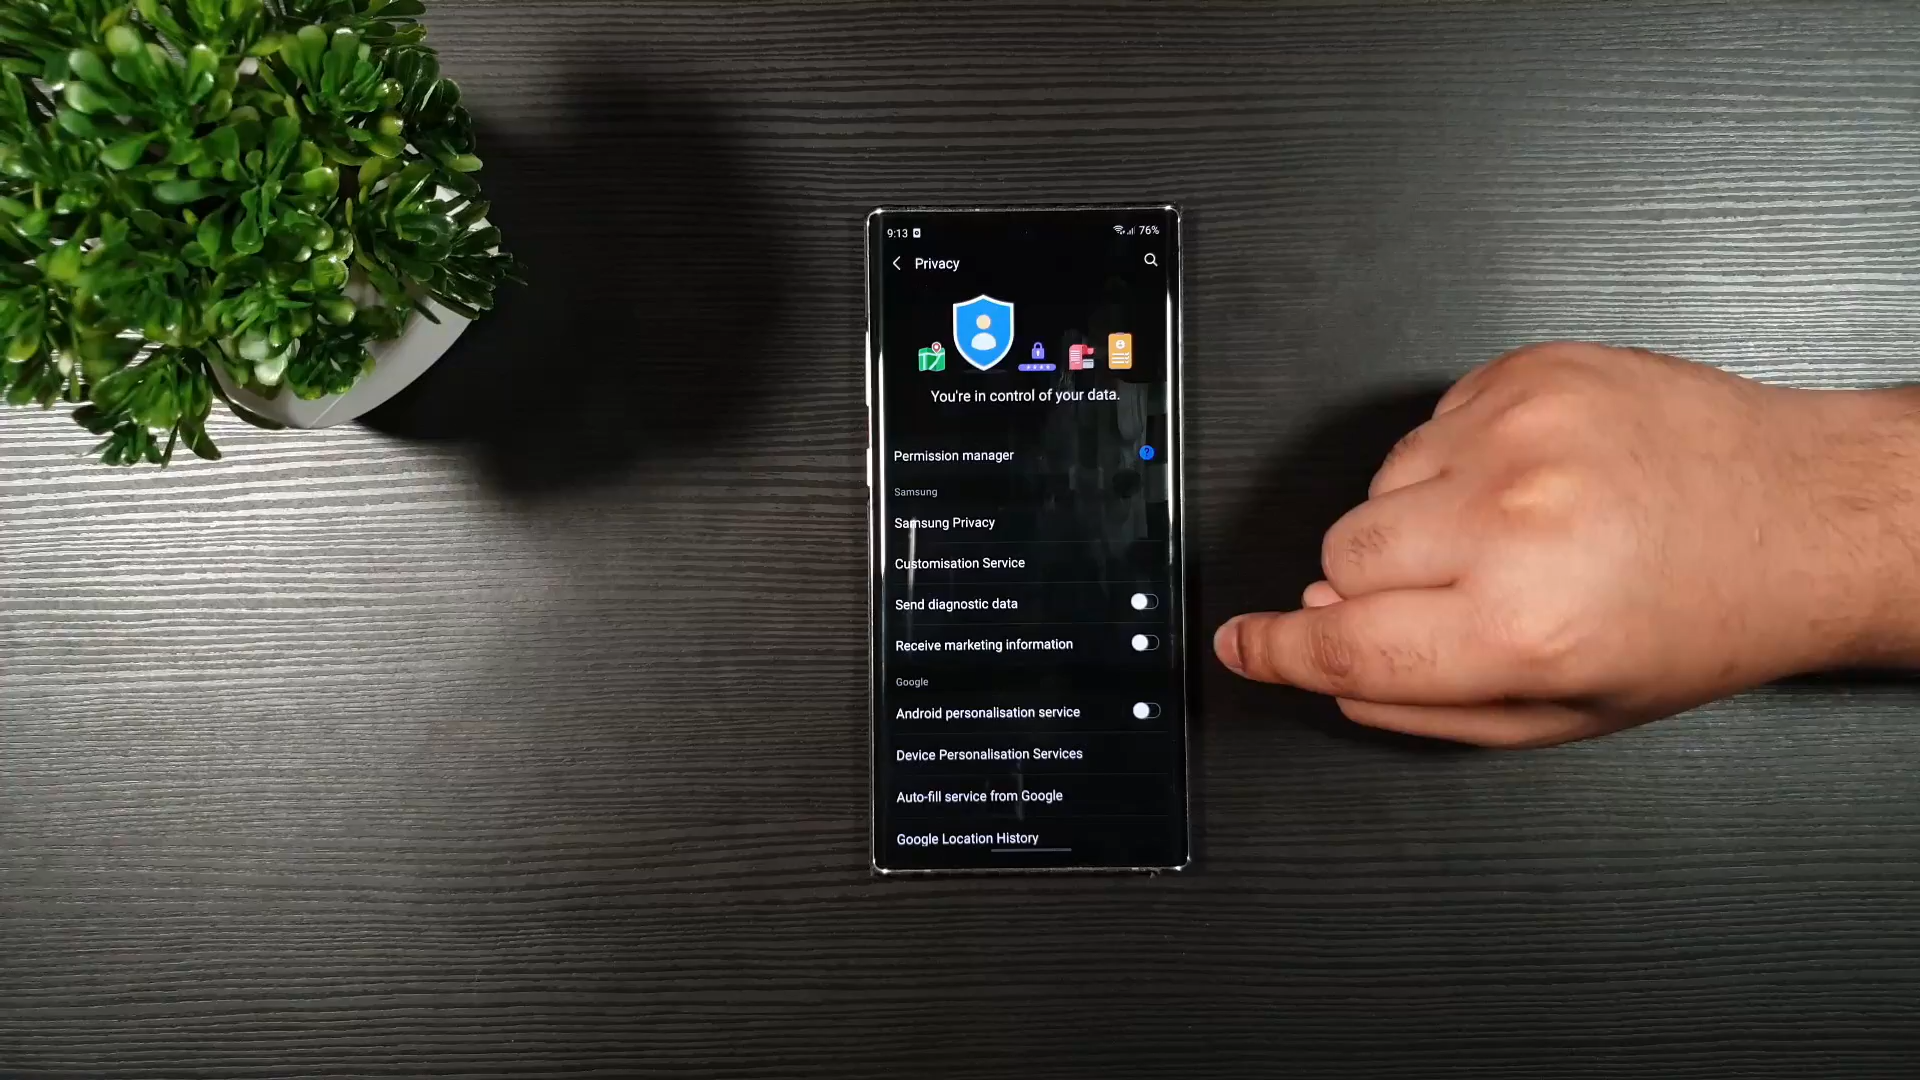 9:13
76%
Privacy
You're in control of your data.
Permission manager
?
Samsung
Samsung Privacy
Customisation Service
Send diagnostic data
Receive marketing information
Google
Android personalisation service
Device Personalisation Services
Auto-fill service from Google
Google Location History